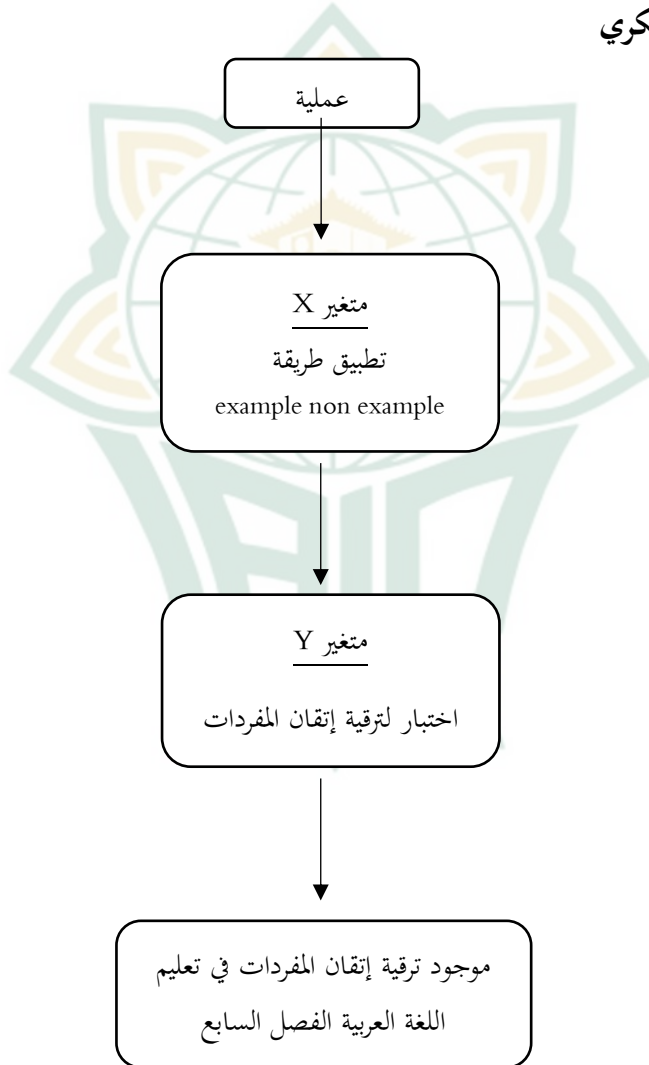 عملية
متغير X
تطبيق طريقة
example non example
متغير Y
اختبار لترقية إتقان المفردات
موجود ترقية إتقان المفردات في تعليم
اللغة العربية الفصل السابع